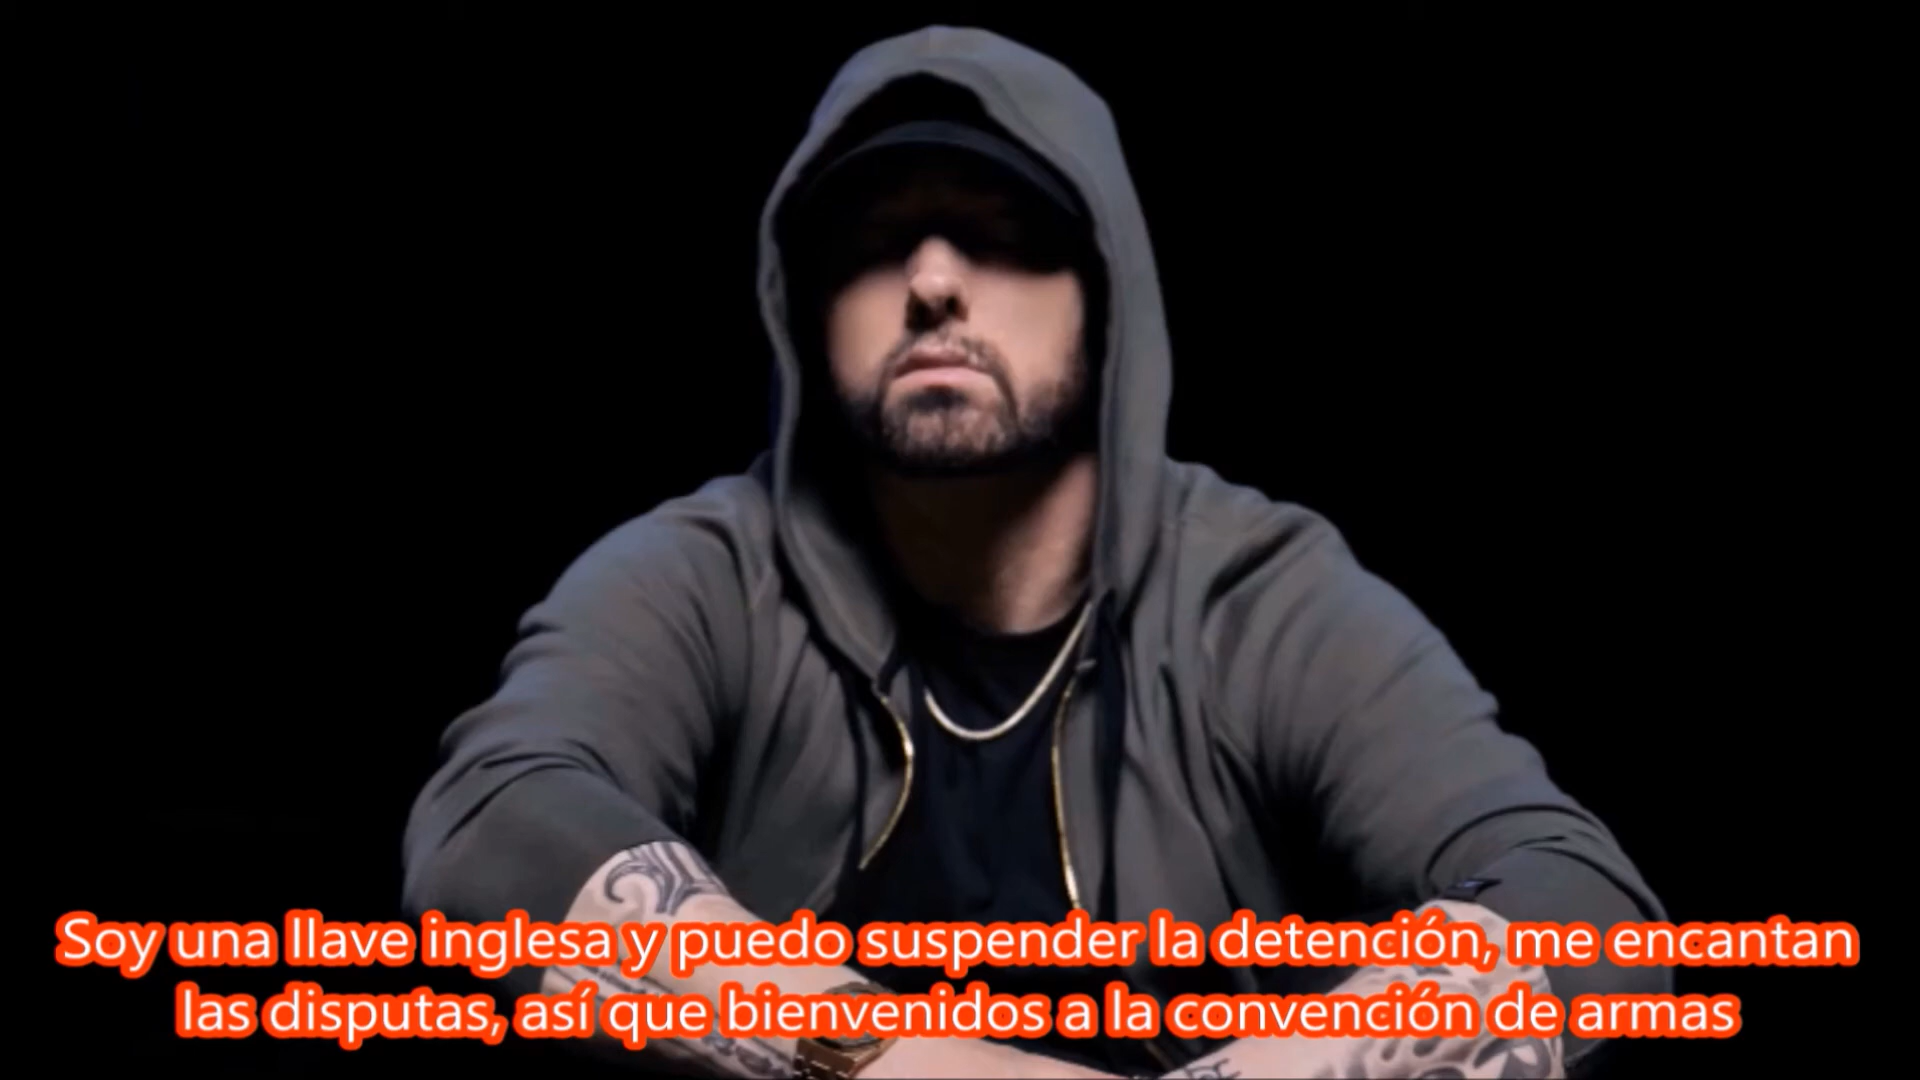 Soy una llave inglesa y puedo suspender la detención, me encantan
las disputas, así que bienvenidos a la convención de armas